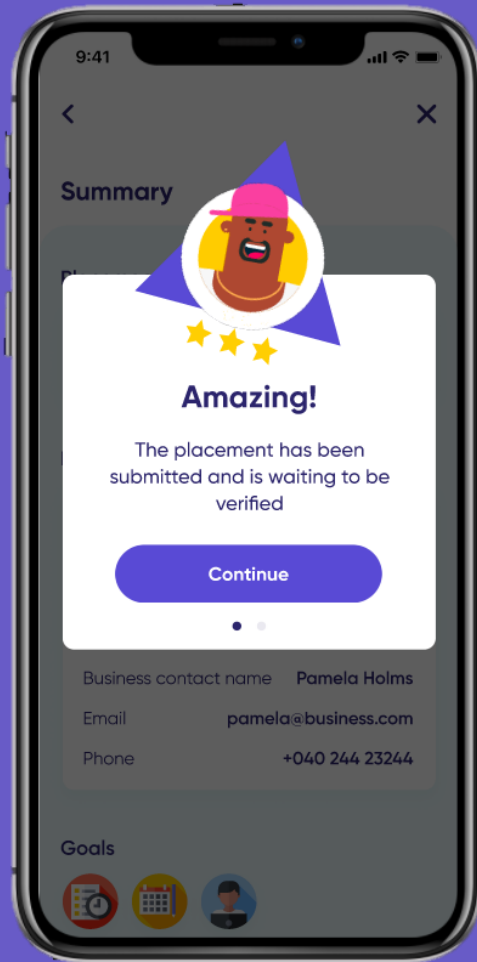 9:41
Summary
Amazing!
The placement has been
submitted and is waiting to be
verified
Continue
Business contact name Pamela Holms
Email pamela@business.com
Phone +040 244 23244
Goals